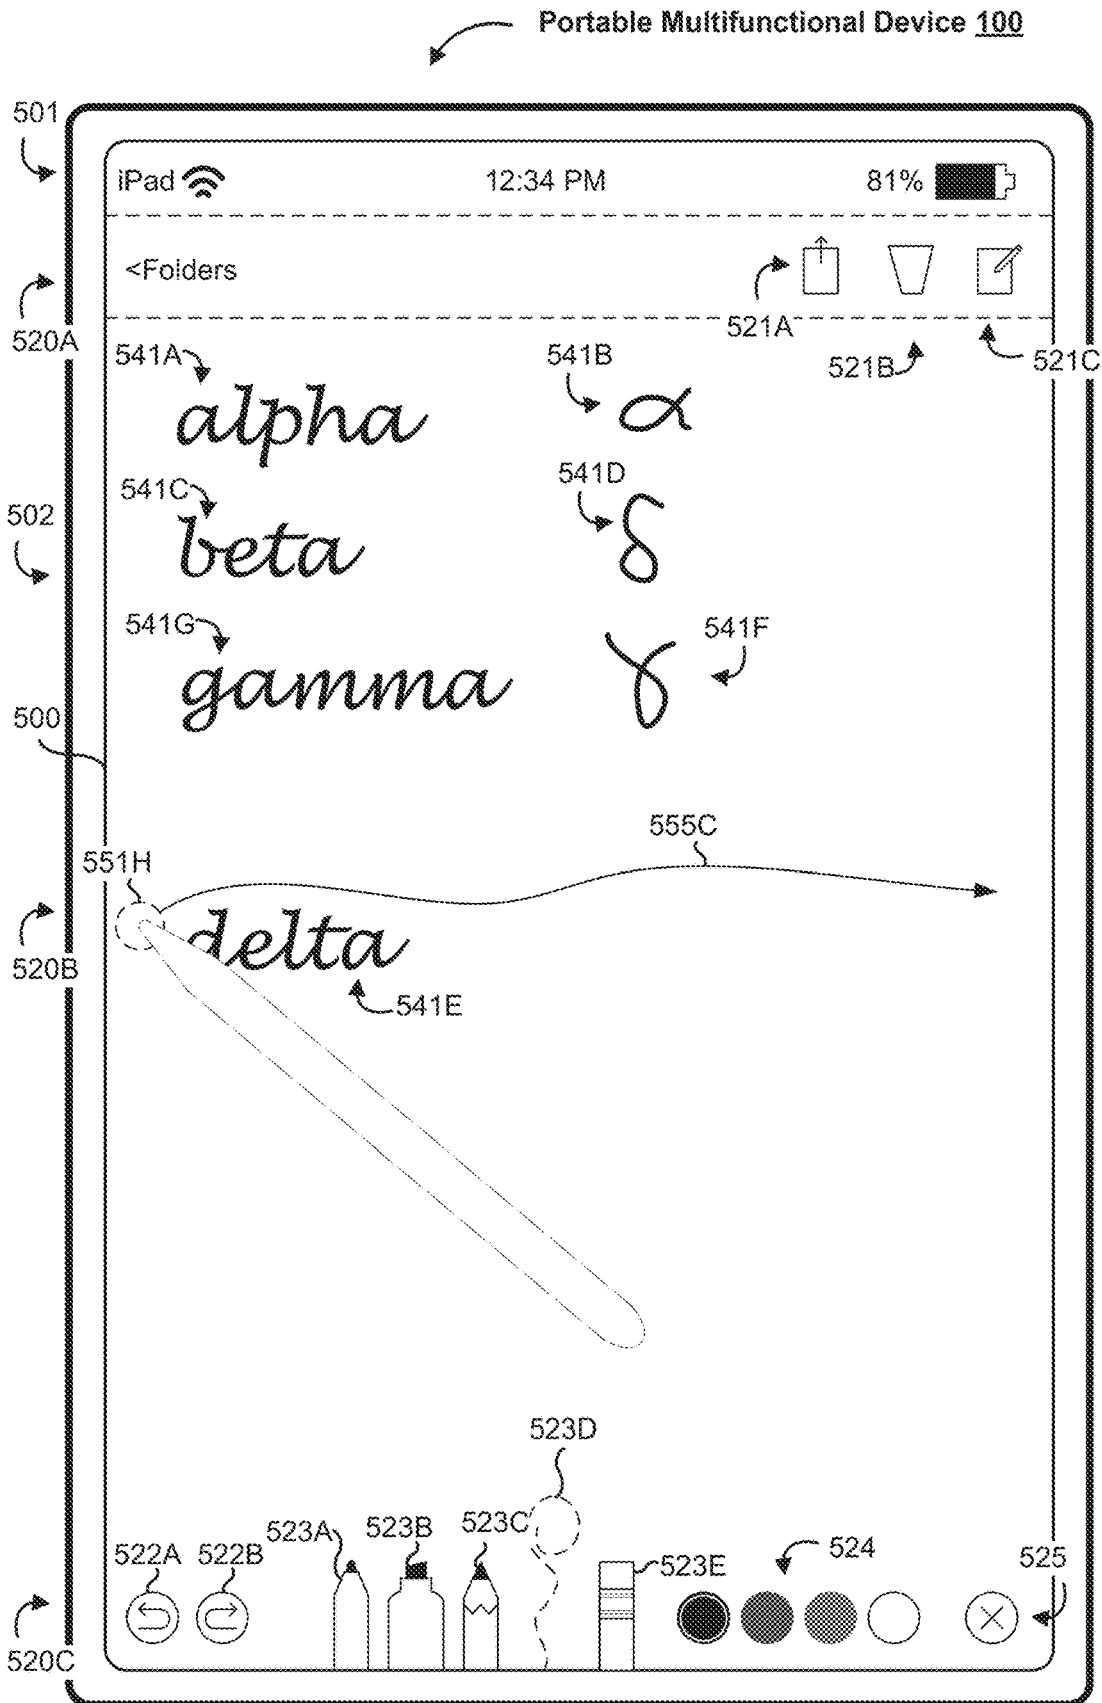 Portable Multifunctional Device 100
501
iPad 12:34 PM 81%
<Folders
520A 521A 521B 521C
541A 541B
alpha α
541C 541D
502
beta δ
541G 541F
gamma γ
500
555C
551H
delta
520B
541E
523D
523A 523B 523C
522A 522B 523E 524 525
520C